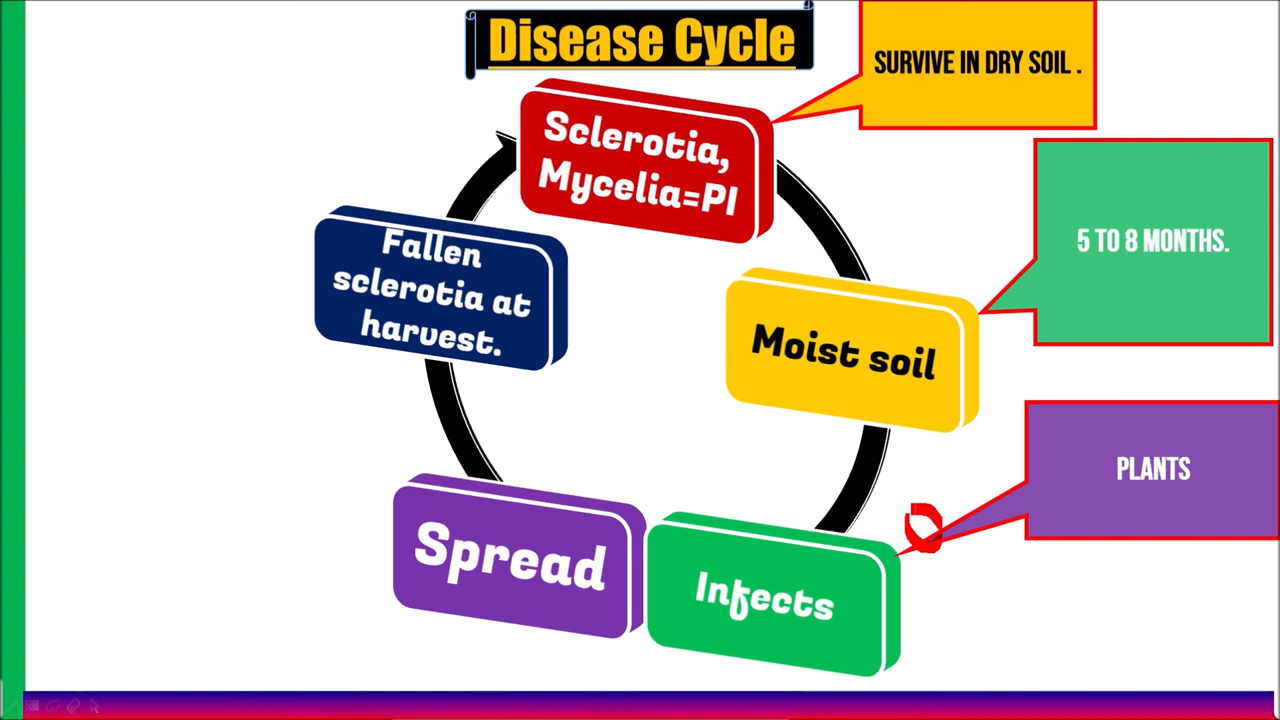 Disease Cycle
SURVIVE IN DRY SOIL .
Sclerotia,
Mycelia=PI
5 TO 8 MONTHS.
Moist soil
PLANTS
Infects
Spread
Fallen
sclerotia at
harvest.